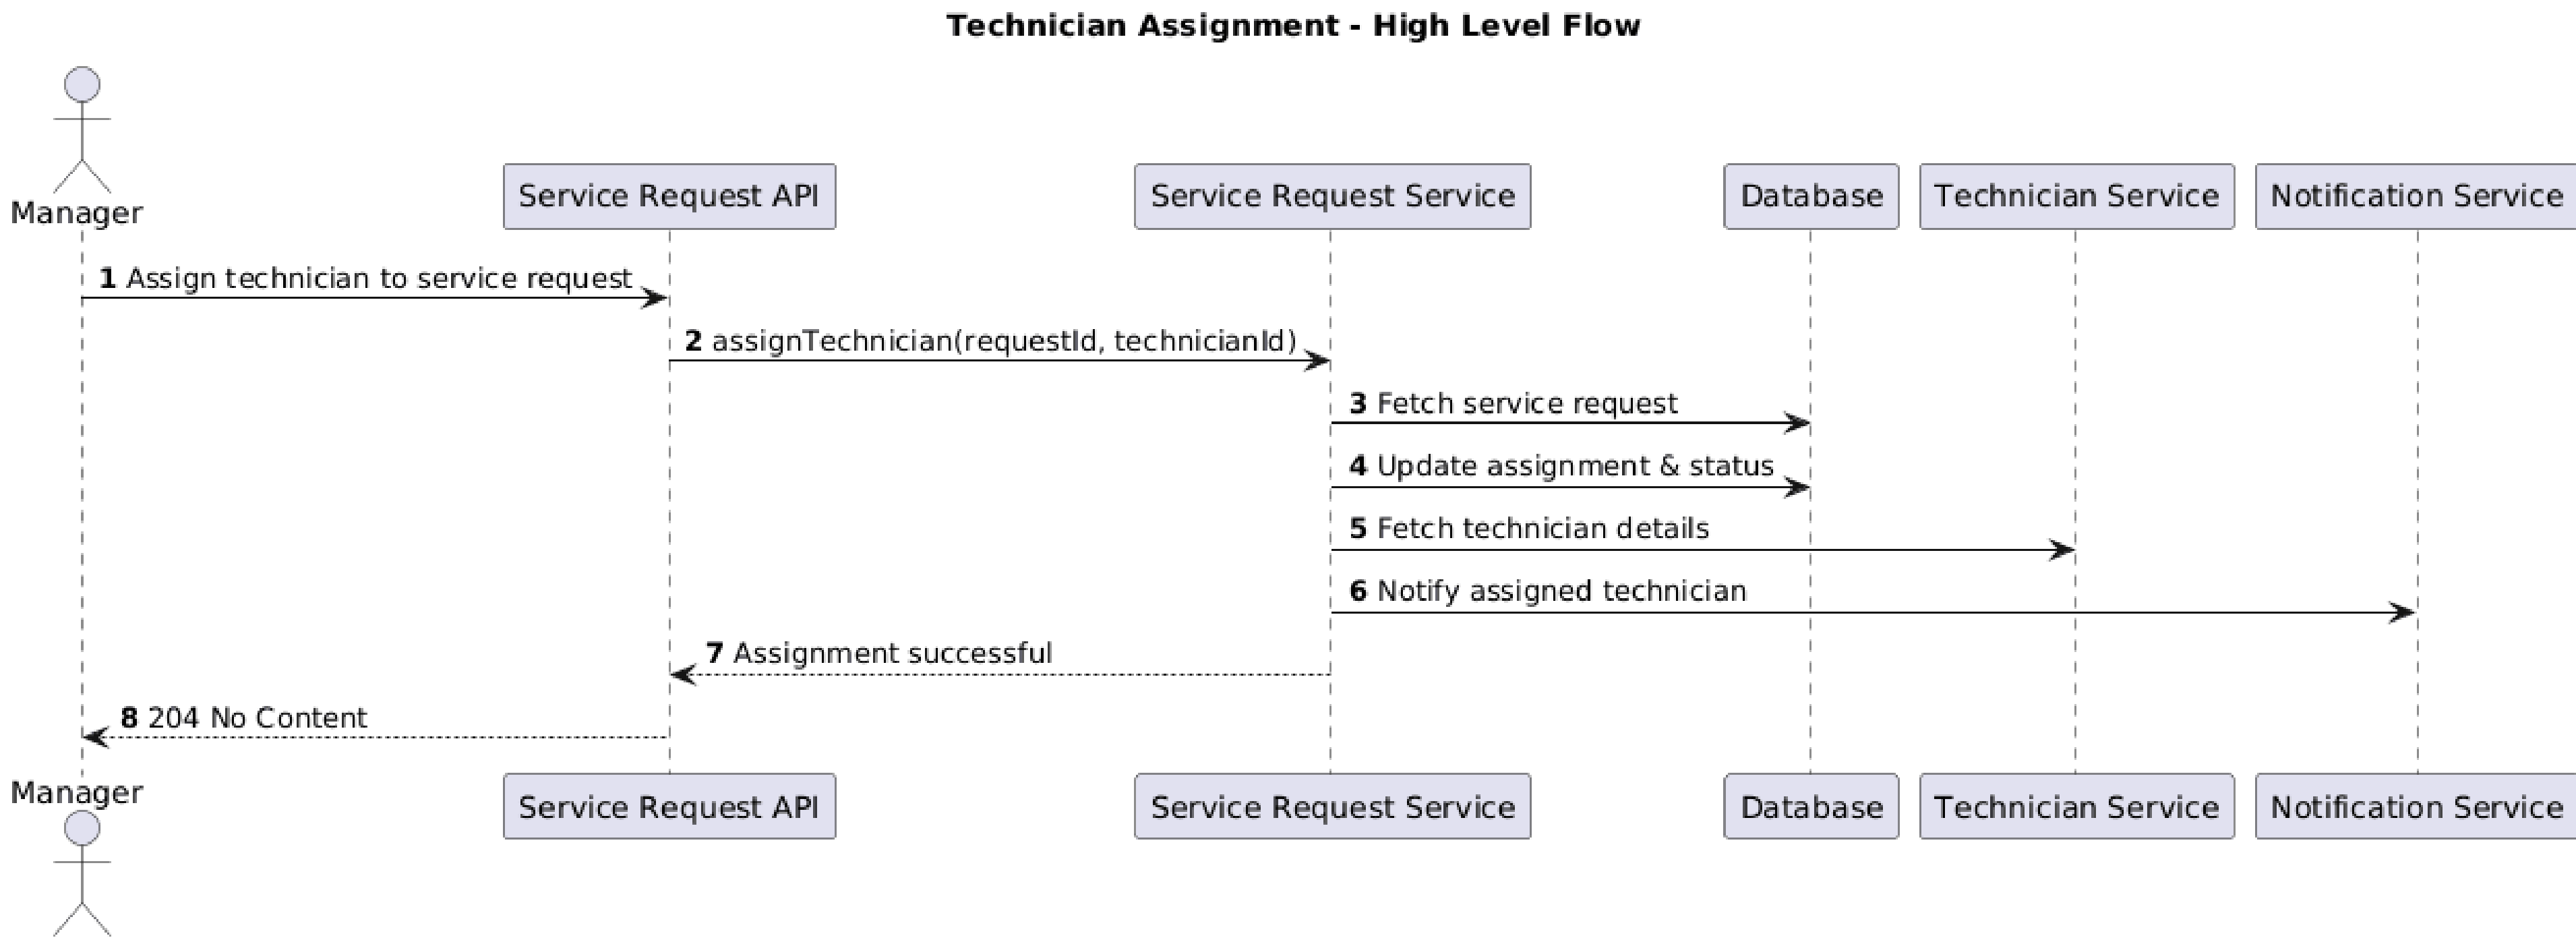 Technician Assignment - High Level Flow
Manager
Service Request API
Service Request Service
Database
Technician Service
Notification Service
1 Assign technician to service request
2 assignTechnician(requestId, technicianId)
3 Fetch service request
4 Update assignment & status
5 Fetch technician details
6 Notify assigned technician
7 Assignment successful
8 204 No Content
Manager
Service Request API
Service Request Service
Database
Technician Service
Notification Service